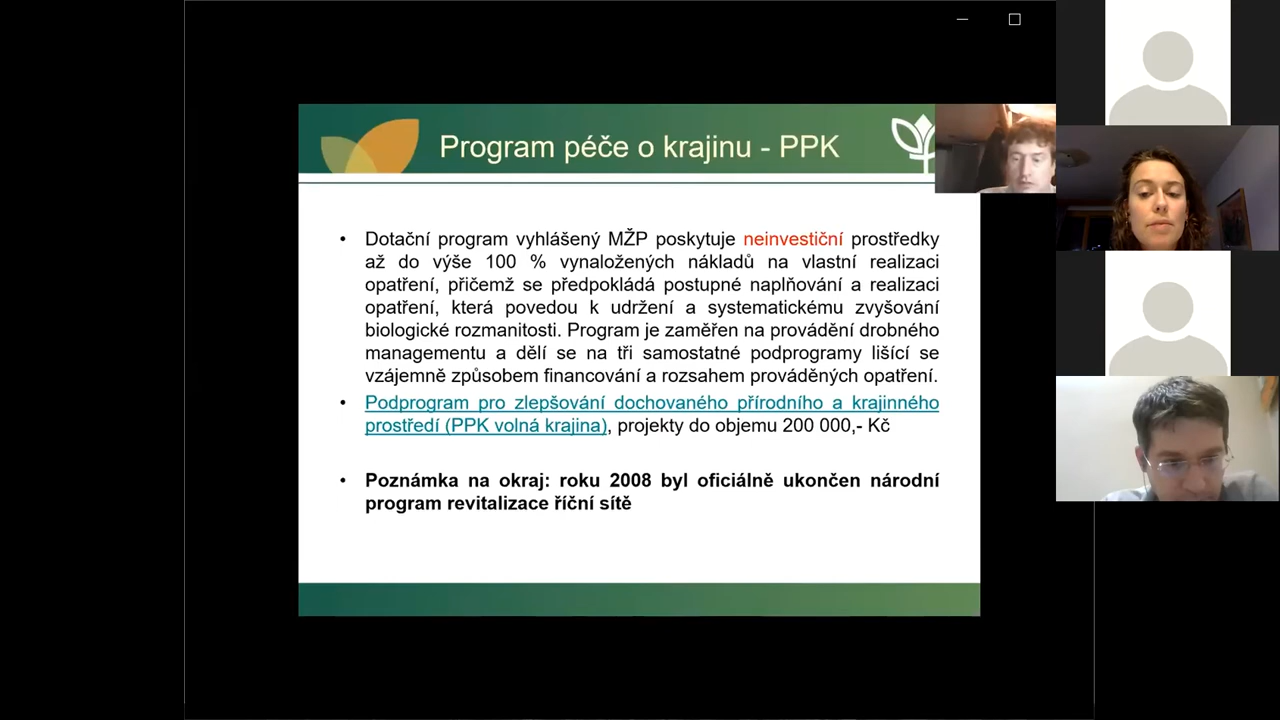 Program péče o krajinu - PPK
• Dotační program vyhlášený MŽP poskytuje neinvestiční prostředky
až do výše 100 % vynaložených nákladů na vlastní realizaci
opatření, přičemž se předpokládá postupné naplňování a realizaci
opatření, která povedou k udržení a systematickému zvyšování
biologické rozmanitosti. Program je zaměřen na provádění drobného
managementu a dělí se na tři samostatné podprogramy lišící se
vzájemně způsobem financování a rozsahem prováděných opatření.
• Podprogram pro zlepšování dochovaného přírodního a krajinného
prostředí (PPK volná krajina), projekty do objemu 200 000,- Kč
• Poznámka na okraj: roku 2008 byl oficiálně ukončen národní
program revitalizace říční sítě